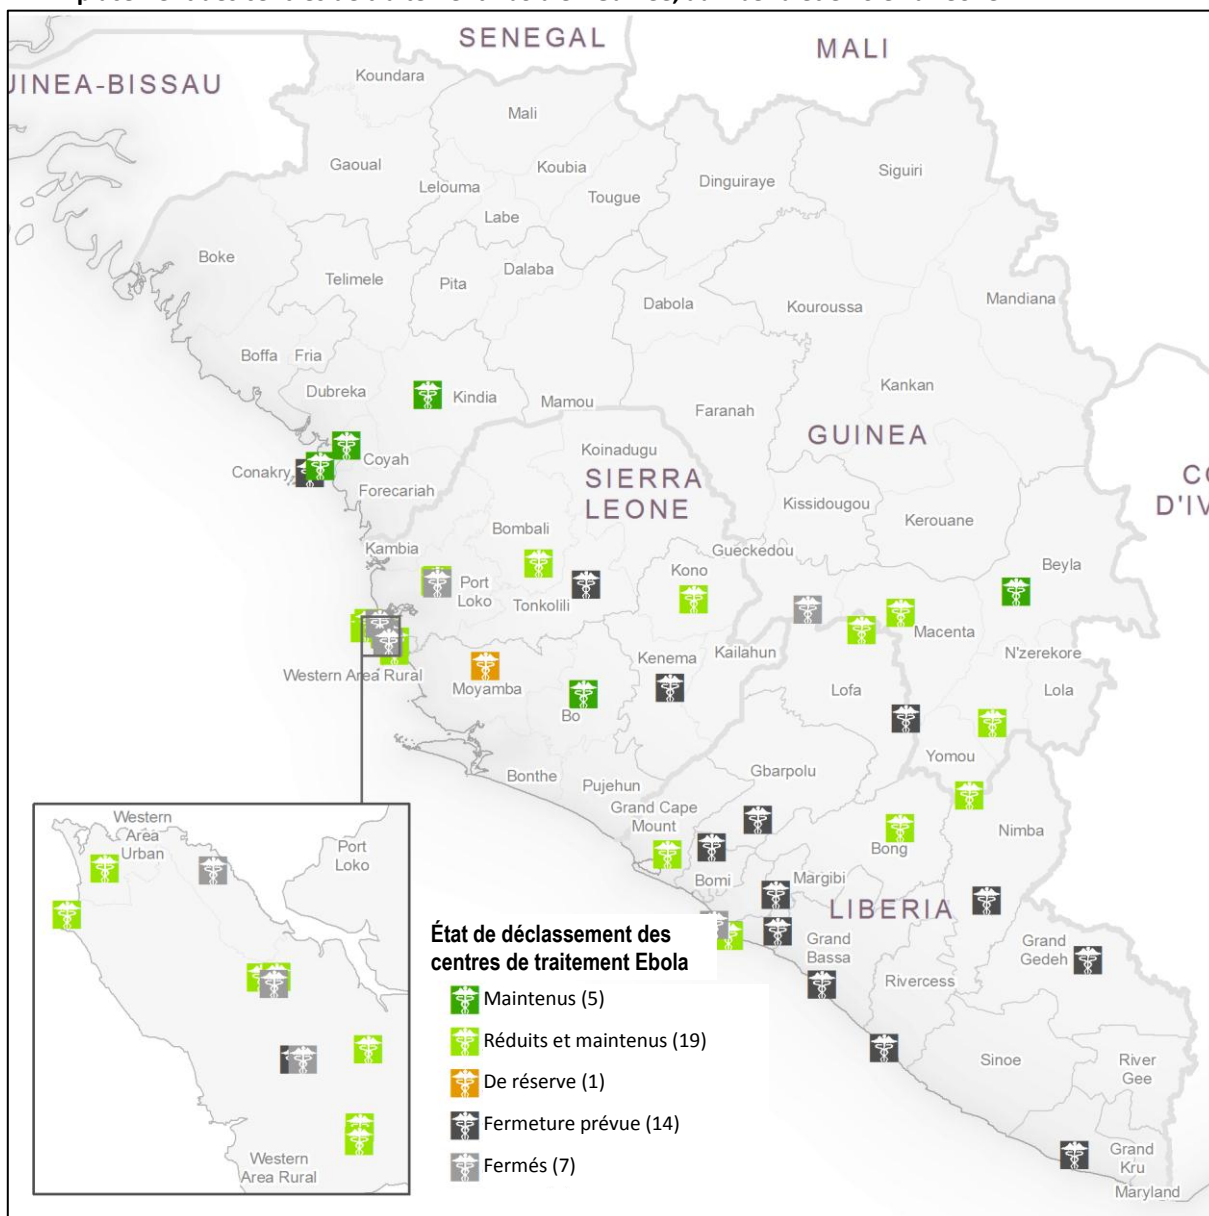 SENEGAL
MALI
UINEA-BISSAU
Koundara
Mali
Gaoual
Koubia
Siguiri
Lelouma
Tougue
Dinguiraye
Labe
Boke
Dalaba
Telimele
Pita
Dabola
Kouroussa
Mandiana
Boffa
Fria
Dubreka
Kindia
Mamou
Kankan
Faranah
GUINEA
Koinadugu
Conakry
Coyah
SIERRA
LEONE
Forecariah
Kissidougou
CO
D'IV
Kerouane
Bombali
Kambia
Gueckedou
Kono
Beyla
Port
Loko
Tonkolili
Macenta
N'zerekore
Kenema
Kailahun
Western Area Rural
Moyamba
Lofa
Lola
Bo
Yomou
Gbarpolu
Bonthe
Pujehun
Grand Cape
Mount
Nimba
Bong
Bomi
Margibi
LIBERIA
Grand
Bassa
Grand
Gedeh
Rivercess
Sinoe
River
Gee
Grand
Kru
Maryland
Western
Area
Urban
Port
Loko
Western
Area Rural
État de déclassement des
centres de traitement Ebola
Maintenus (5)
Réduits et maintenus (19)
De réserve (1)
Fermeture prévue (14)
Fermés (7)